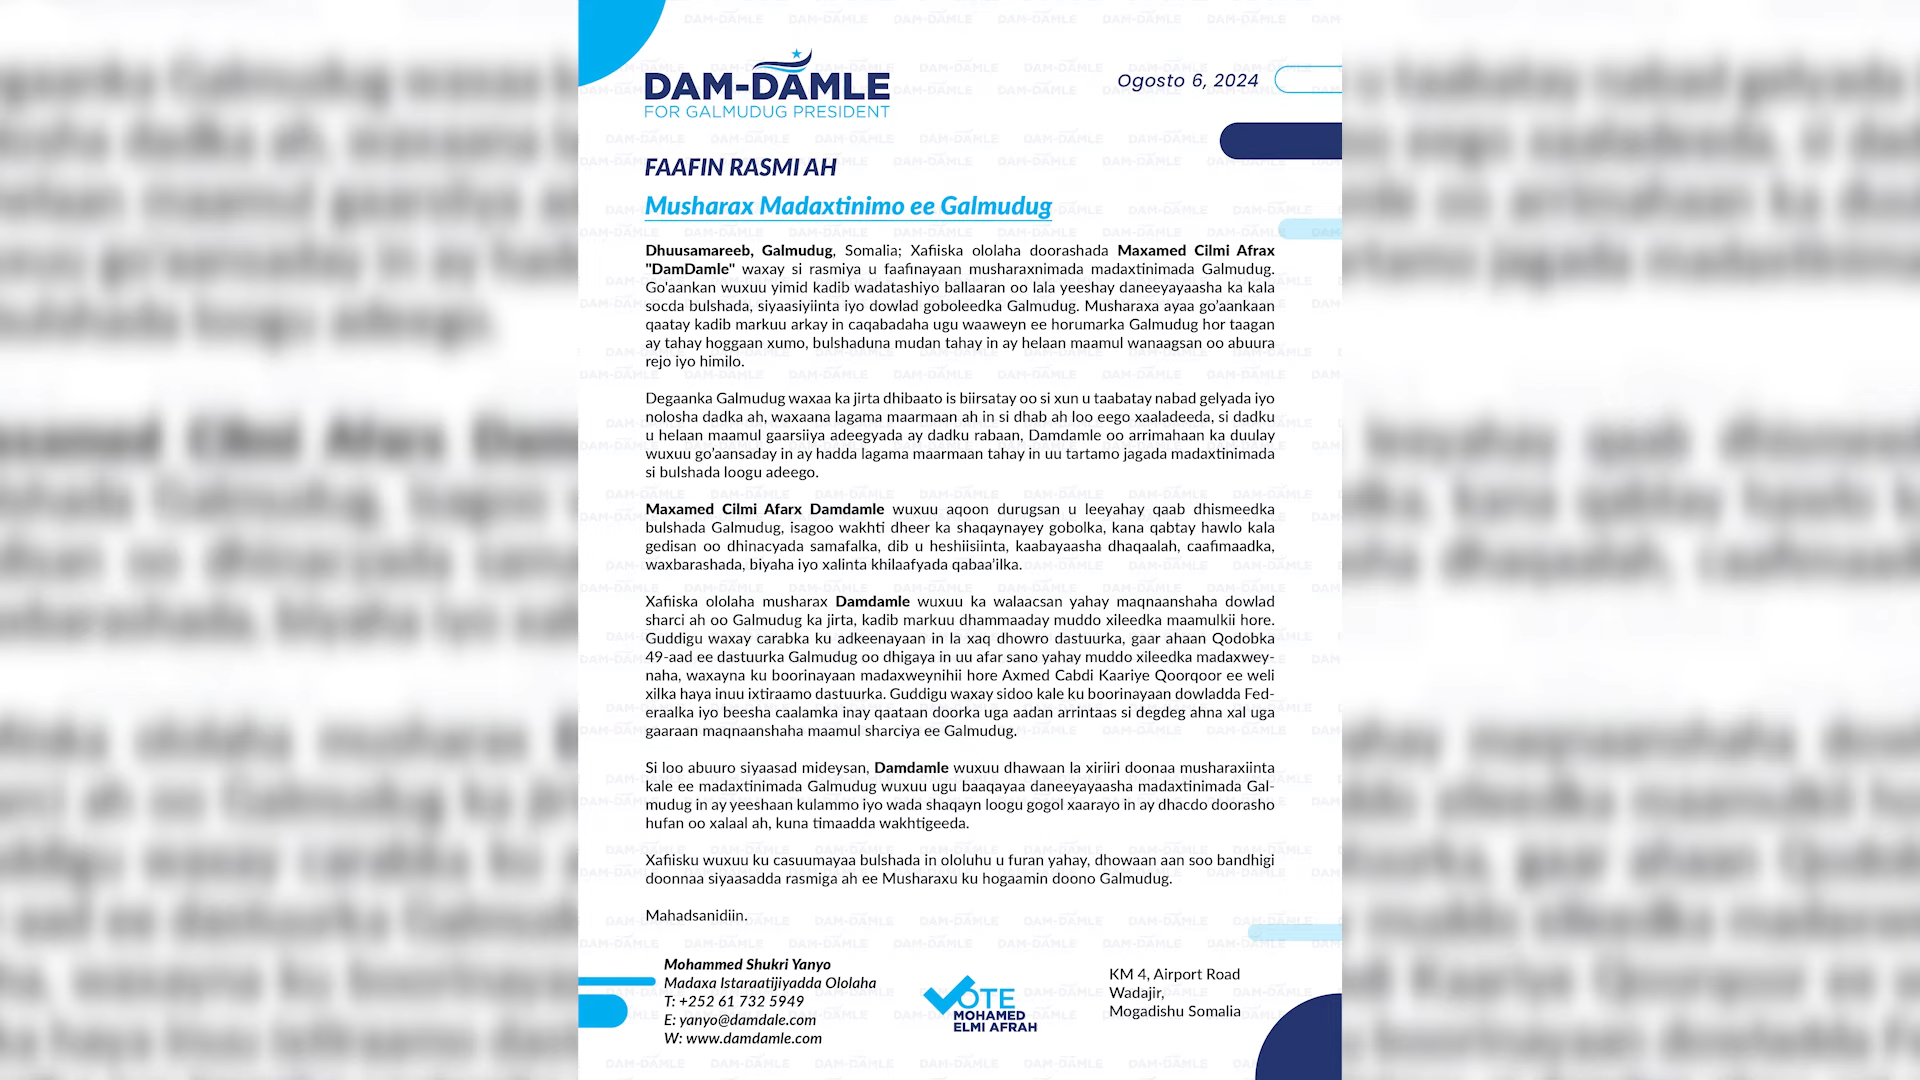 DAM-DAMLE
FOR GALMUDUG PRESIDENT
Ogosto 6, 2024
FAAFIN RASMI AH
Musharax Madaxtinimo ee Galmudug
Dhuusamareeb, Galmudug, Somalia; Xafiiska ololaha doorashada Maxamed Cilmi Afrax
"DamDamle" waxay si rasmiya u faafinayaan musharaxnimada madaxtinimada Galmudug.
Go'aankan wuxuu yimid kadib wadatashiyo ballaaran oo lala yeeshay daneeyayaasha ka kala
socda bulshada, siyaasiyiinta iyo dowlad goboleedka Galmudug. Musharaxa ayaa go'aankaan
qaatay kadib markuu arkay in caqabadaha ugu waaweyn ee horumarka Galmudug hor taagan
ay tahay hoggaan xumo, bulshaduna mudan tahay in ay helaan maamul wanaagsan oo abuura
rejo iyo himilo.
Degaanka Galmudug waxaa ka jirta dhibaato is biirsatay oo si xun u taabatay nabad gelyada iyo
nolosha dadka ah, waxaana lagama maarmaan ah in si dhab ah loo eego xaaladeeda, si dadku
u helaan maamul gaarsiiya adeegyada ay dadku rabaan, Damdamle oo arrimahaan ka duulay
wuxuu go'aansaday in ay hadda lagama maarmaan tahay in uu tartamo jagada madaxtinimada
si bulshada loogu adeego.
Maxamed Cilmi Afarx Damdamle wuxuu aqoon durugsan u leeyahay qaab dhismeedka
bulshada Galmudug, isagoo wakhti dheer ka shaqaynayey gobolka, kana qabtay hawlo kala
gedisan oo dhinacyada samafalka, dib u heshiisiinta, kaabayaasha dhaqaalah, caafimaadka,
waxbarashada, biyaha iyo xalinta khilaafyada qabaa'ilka.
Xafiiska ololaha musharax Damdamle wuxuu ka walaacsan yahay maqnaanshaha dowlad
sharci ah oo Galmudug ka jirta, kadib markuu dhammaaday muddo xileedka maamulkii hore.
Guddigu waxay carabka ku adkeenayaan in la xaq dhowro dastuurka, gaar ahaan Qodobka
49-aad ee dastuurka Galmudug oo dhigaya in uu afar sano yahay muddo xileedka madaxwey-
naha, waxayna ku boorinayaan madaxweynihii hore Axmed Cabdi Kaariye Qoorqoor ee weli
xilka haya inuu ixtiraamo dastuurka. Guddigu waxay sidoo kale ku boorinayaan dowladda Fed-
eraalka iyo beesha caalamka inay qaataan doorka uga aadan arrintaas si degdeg ahna xal uga
gaaraan maqnaanshaha maamul sharciya ee Galmudug.
Si loo abuuro siyaasad mideysan, Damdamle wuxuu dhawaan la xiriiri doonaa musharaxiinta
kale ee madaxtinimada Galmudug wuxuu ugu baaqayaa daneeyayaasha madaxtinimada Gal-
mudug in ay yeeshaan kulammo iyo wada shaqayn loogu gogol xaarayo in ay dhacdo doorasho
hufan oo xalaal ah, kuna timaadda wakhtigeeda.
Xafiisku wuxuu ku casuumayaa bulshada in ololuhu u furan yahay, dhowaan aan soo bandhigi
doonnaa siyaasadda rasmiga ah ee Musharaxu ku hogaamin doono Galmudug.
Mahadsanidiin.
Mohammed Shukri Yanyo
Madaxa Istaraatijiyadda Ololaha
T: +252 61 732 5949
E: yanyo@damdale.com
W: www.damdamle.com
VOTE
MOHAMED
ELMI AFRAH
KM 4, Airport Road
Wadajir,
Mogadishu Somalia